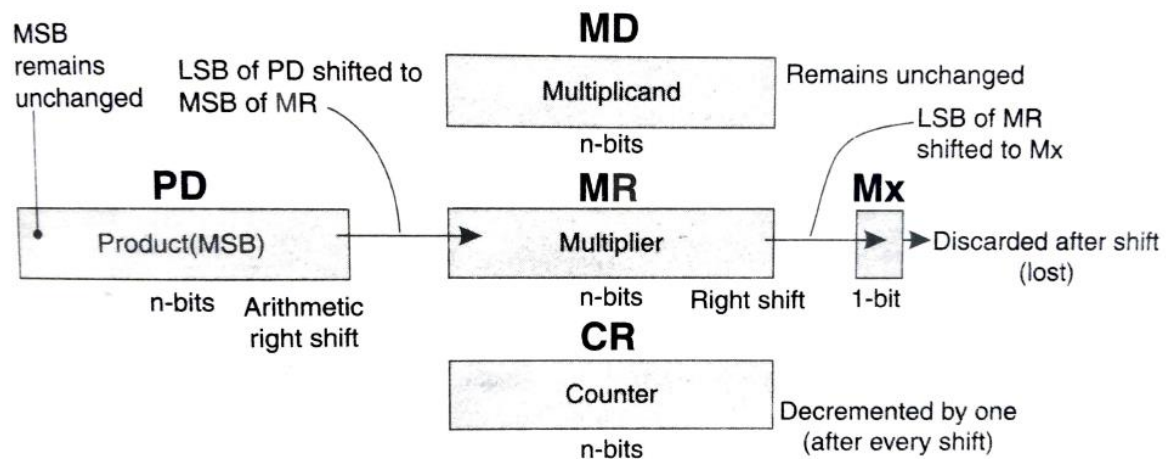 MD
MSB
remains
unchanged
LSB of PD shifted to
MSB of MR
Multiplicand
Remains unchanged
n-bits
LSB of MR
shifted to Mx
PD
MR
Mx
Product(MSB)
Multiplier
Discarded after shift
(lost)
n-bits
Arithmetic
right shift
n-bits
Right shift
1-bit
CR
Counter
Decremented by one
(after every shift)
n-bits